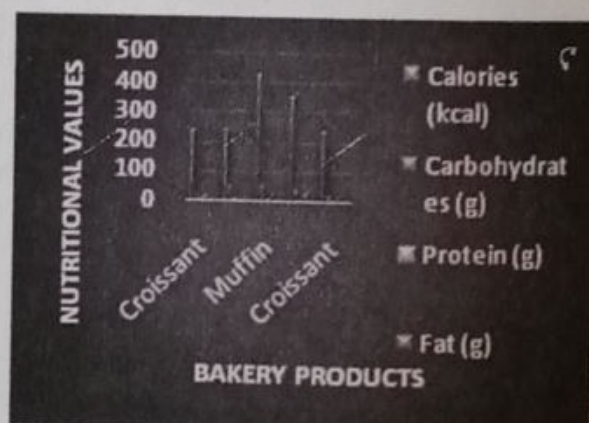 NUTRITIONAL VALUES
500
400
300
200
100
0
Croissant
Muffin
Croissant
BAKERY PRODUCTS
Calories
(kcal)
Carbohydrat
es (g)
Protein (g)
Fat (g)